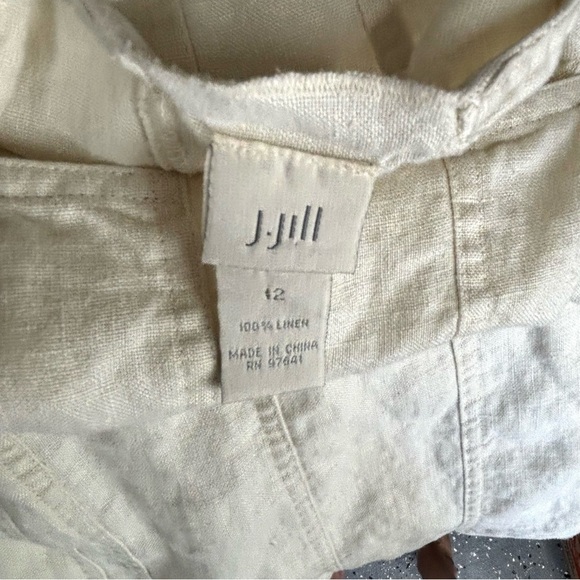 J.Jill
12
100% LINEN
MADE IN CHINA
RN 97641